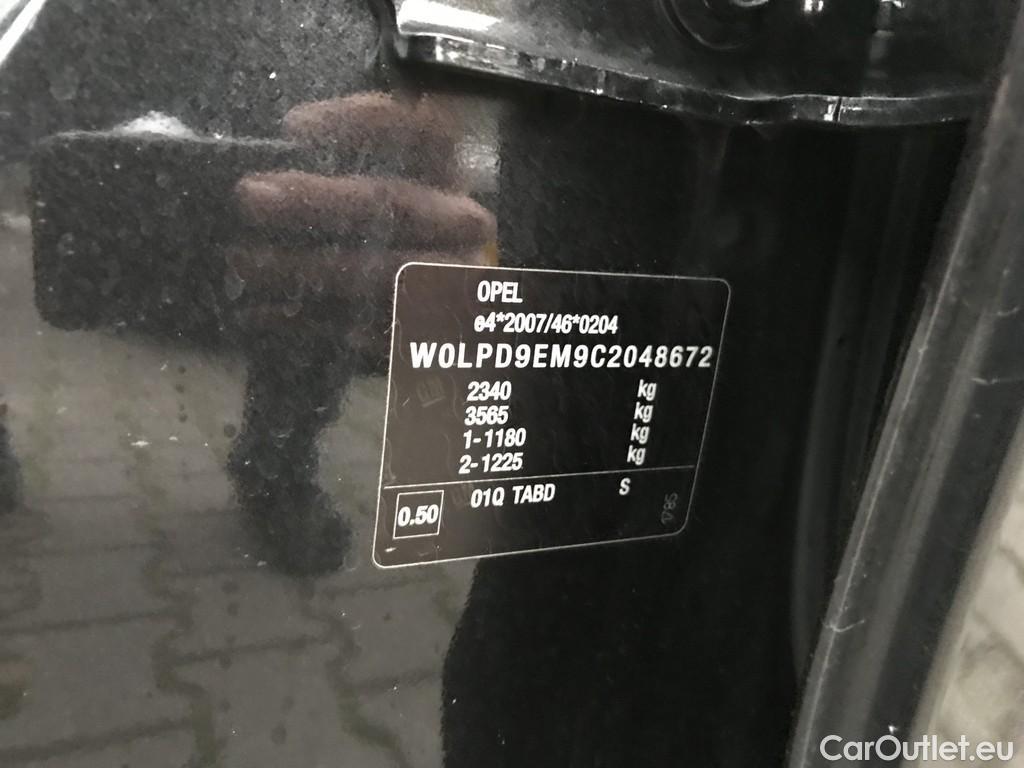 OPEL
e4*2007/46*0204
W0LPD9EM9C2048672
2340 kg
3565 kg
1-1180 kg
2-1225 kg
0.50 01Q TABD S
CarOutlet.eu